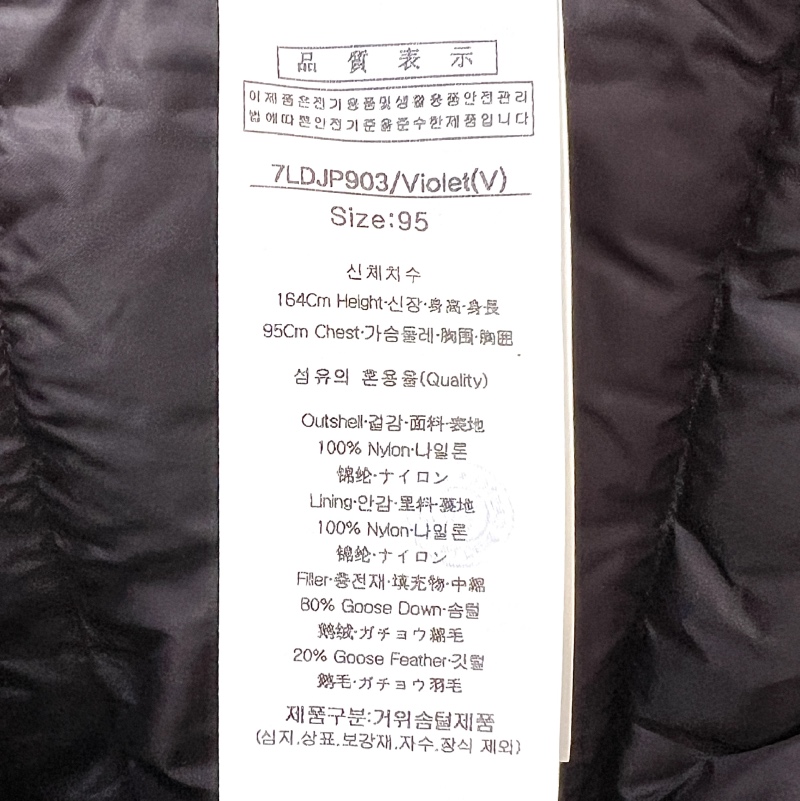 品質表示
이제품은전기용품및생활용품안전관리
법에따른안전기준을준수한제품입니다
7LDJP903/Violet(V)
Size:95
신체치수
164Cm Height·신장·身高·身長
95Cm Chest·가슴둘레·胸围·胸囲
섬유의 혼용율(Quality)
Outshell·겉감·面料·表地
100% Nylon·나일론
锦纶·ナイロン
Lining·안감·里料·裏地
100% Nylon·나일론
锦纶·ナイロン
Filler·충전재·填充物·中綿
80% Goose Down·솜털
鹅绒·ガチョウ綿毛
20% Goose Feather·깃털
鹅毛·ガチョウ羽毛
제품구분:거위솜털제품
(심지,상표,보강재,자수,장식 제외)